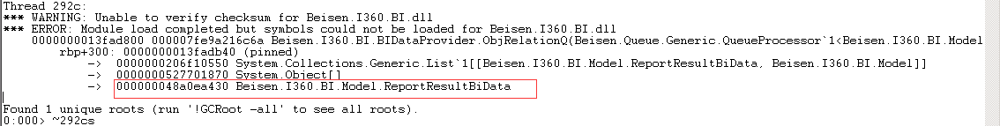 Thread 292c:
*** WARNING: Unable to verify checksum for Beisen.I360.BI.dll
*** ERROR: Module load completed but symbols could not be loaded for Beisen.I360.BI.dll
0000000013fad800 000007fe9a216c6a Beisen.I360.BI.BIDataProvider.ObjRelationQ(Beisen.Queue.Generic.QueueProcessor`1<Beisen.I360.BI.Model
rbp+300: 0000000013fadb40 (pinned)
-> 0000000206f10550 System.Collections.Generic.List`1[[Beisen.I360.BI.Model.ReportResultBiData, Beisen.I360.BI.Model]]
-> 0000000527701870 System.Object[]
-> 000000048a0ea430 Beisen.I360.BI.Model.ReportResultBiData
Found 1 unique roots (run '!GCRoot -all' to see all roots).
0:000> ~292cs